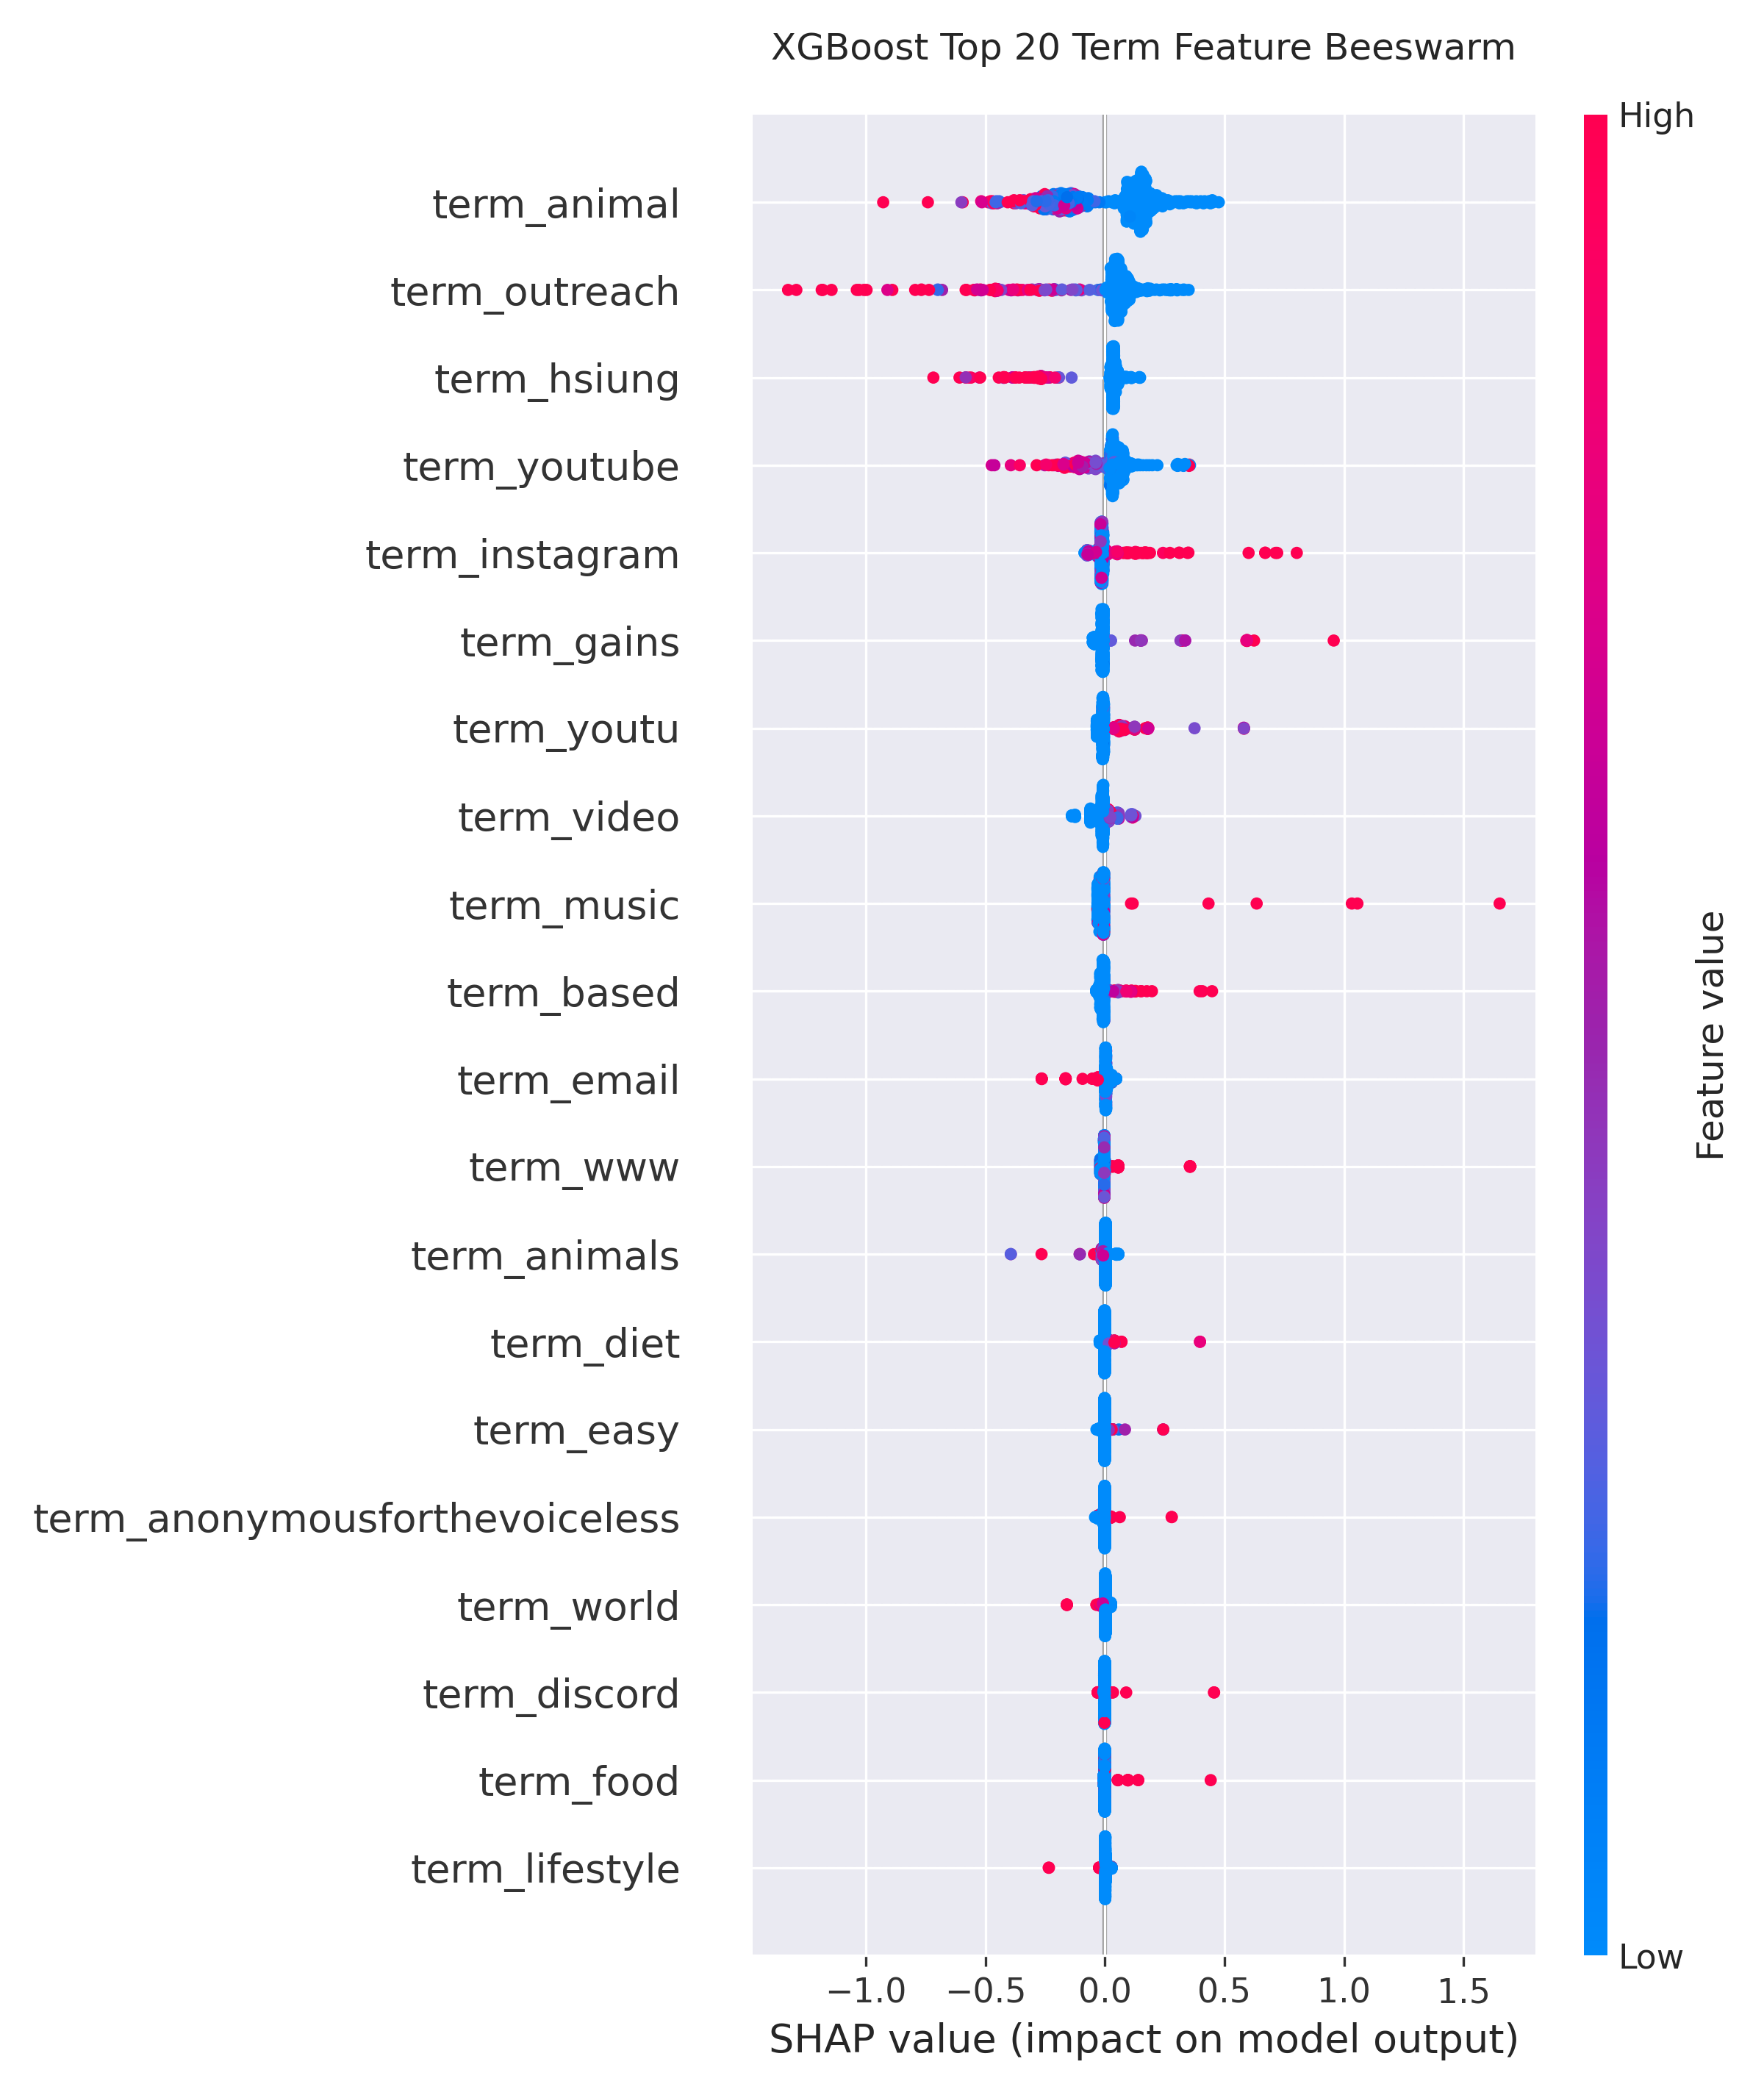 XGBoost Top 20 Term Feature Beeswarm
High
term_animal
term_outreach
term_hsiung
term_youtube
term_instagram
term_gains
term_youtu
term_video
term_music
term_based
term_email
term_www
term_animals
term_diet
term_easy
term_anonymousforthevoiceless
term_world
term_discord
term_food
term_lifestyle
Feature value
Low
−1.0 −0.5 0.0 0.5 1.0 1.5
SHAP value (impact on model output)